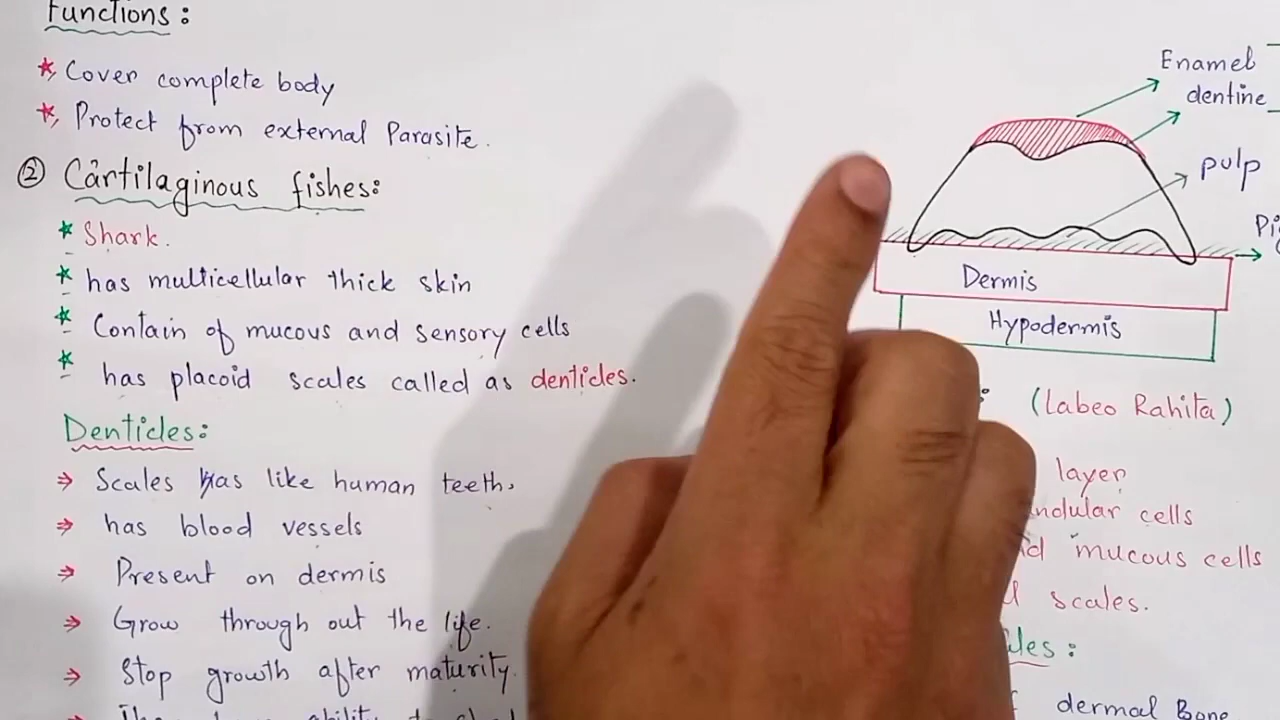 Functions:
* Cover complete body
* Protect from external Parasite.
② Cartilaginous fishes:
* Shark.
* has multicellular thick skin
* Contain of mucous and sensory cells
* has placoid scales called as denticles.
Denticles:
⇒ Scales has like human teeth.
⇒ has blood vessels
⇒ Present on dermis
⇒ Grow through out the life.
⇒ Stop growth after maturity.
ability
Enamel
dentine
pulp
Dermis
Hypodermis
(Labeo Rahita)
layer
cells
mucous cells
scales.
dermal Bone